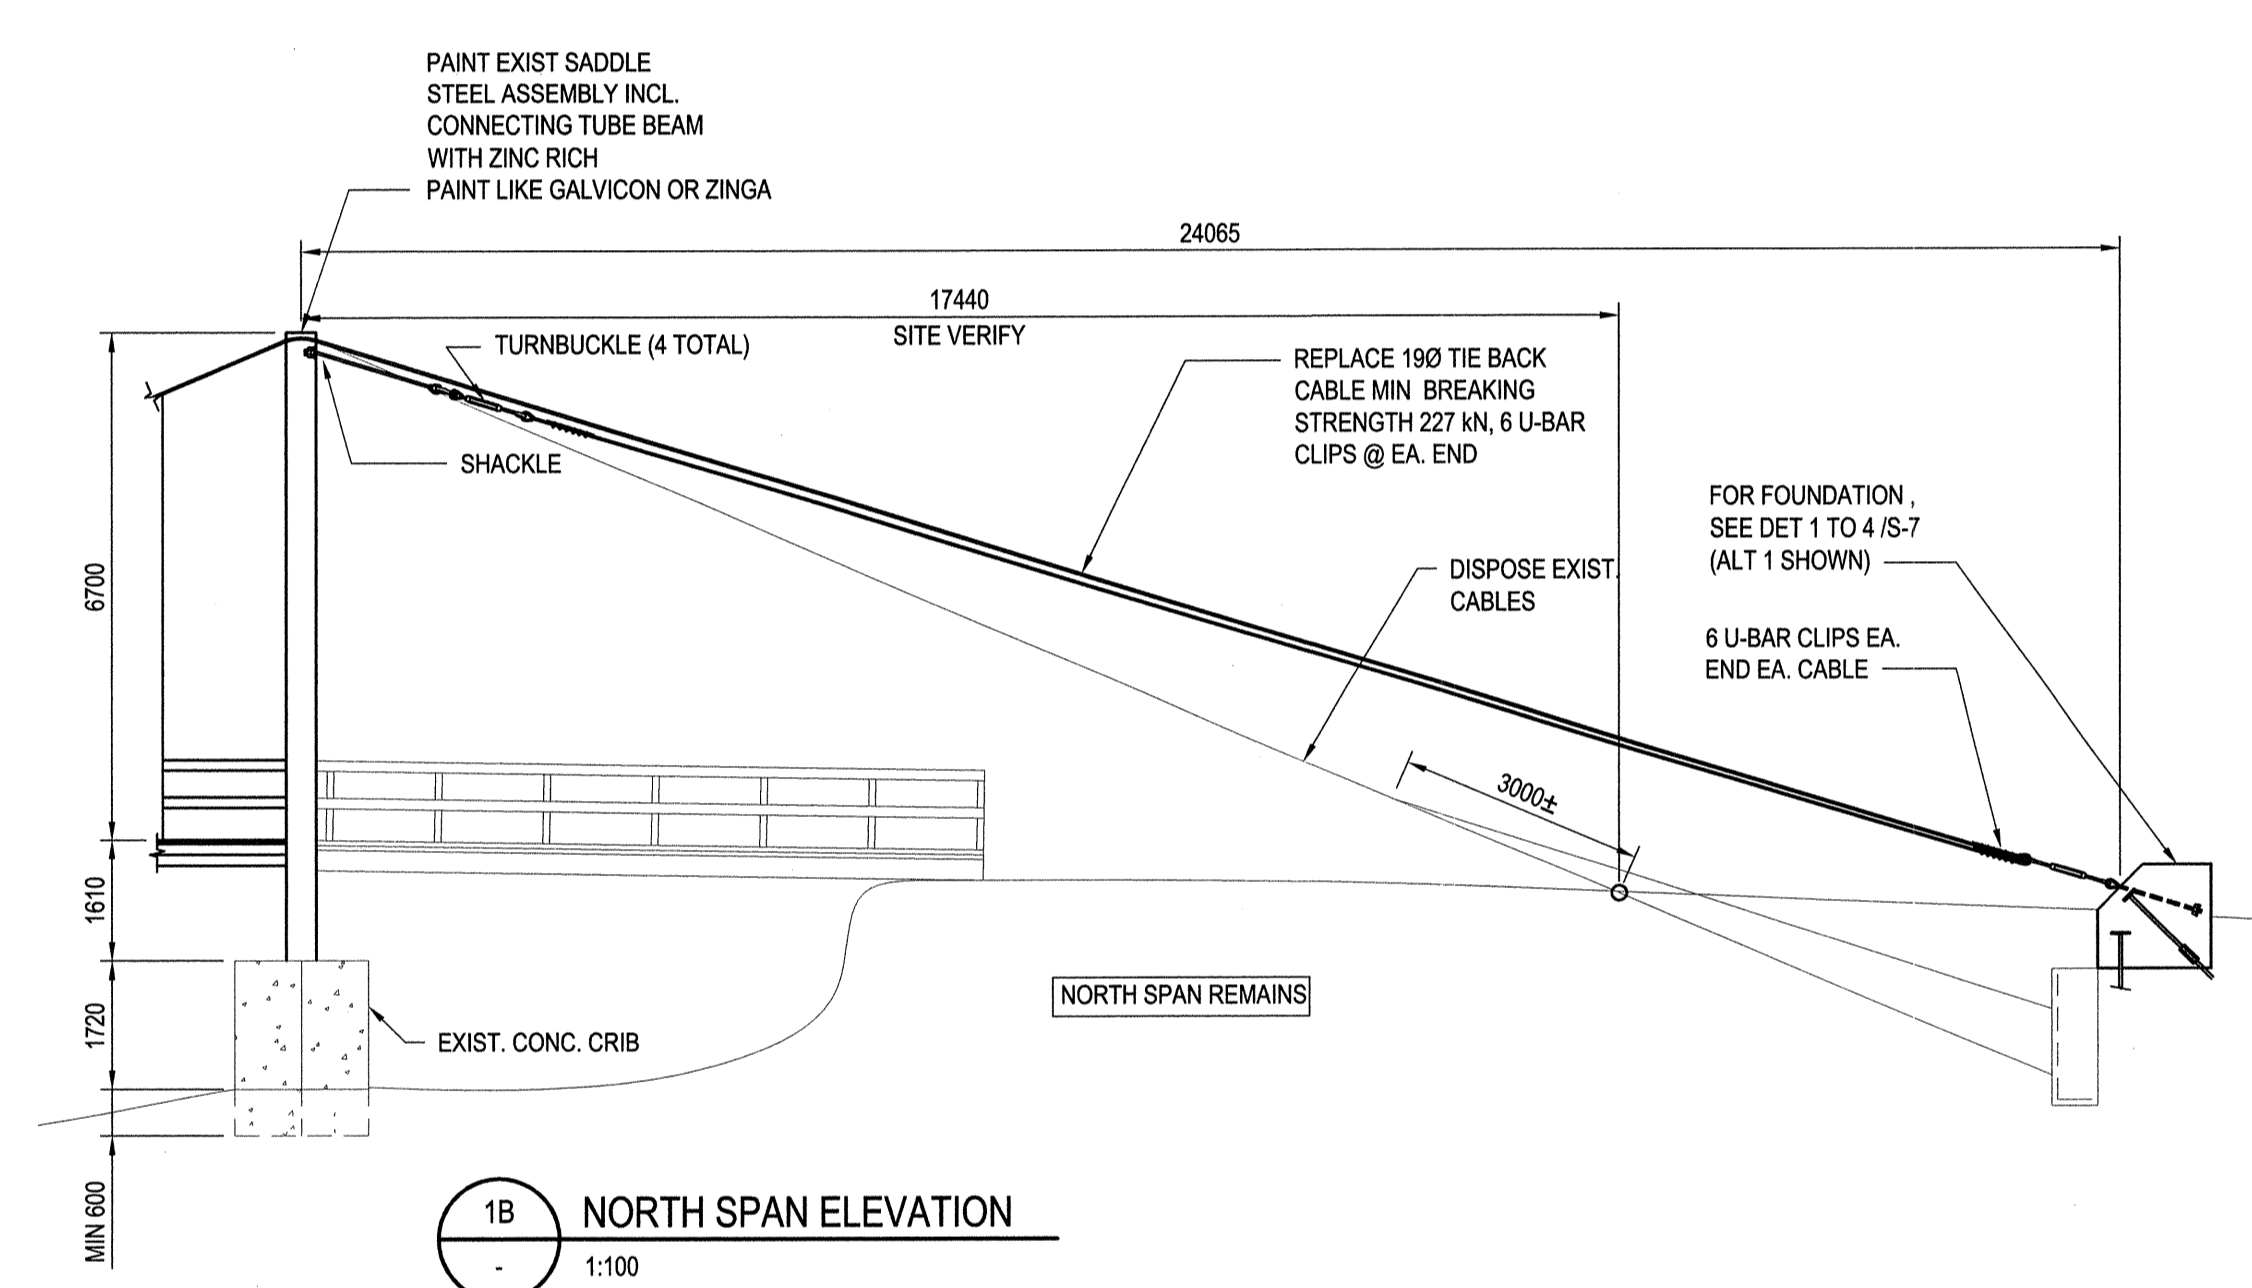 PAINT EXIST SADDLE
STEEL ASSEMBLY INCL.
CONNECTING TUBE BEAM
WITH ZINC RICH
PAINT LIKE GALVICON OR ZINGA
24065
17440
SITE VERIFY
TURNBUCKLE (4 TOTAL)
SHACKLE
REPLACE 19Ø TIE BACK
CABLE MIN BREAKING
STRENGTH 227 kN, 6 U-BAR
CLIPS @ EA. END
FOR FOUNDATION ,
SEE DET 1 TO 4 /S-7
(ALT 1 SHOWN)
DISPOSE EXIST.
CABLES
6 U-BAR CLIPS EA.
END EA. CABLE
3000±
6700
1610
1720
MIN 600
NORTH SPAN REMAINS
EXIST. CONC. CRIB
1B
-
NORTH SPAN ELEVATION
1:100